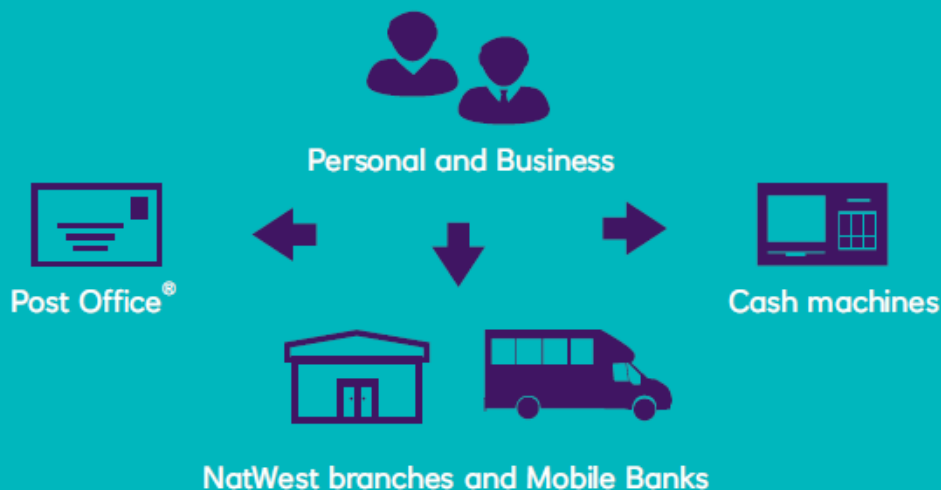 Personal and Business
Post Office®
Cash machines
NatWest branches and Mobile Banks